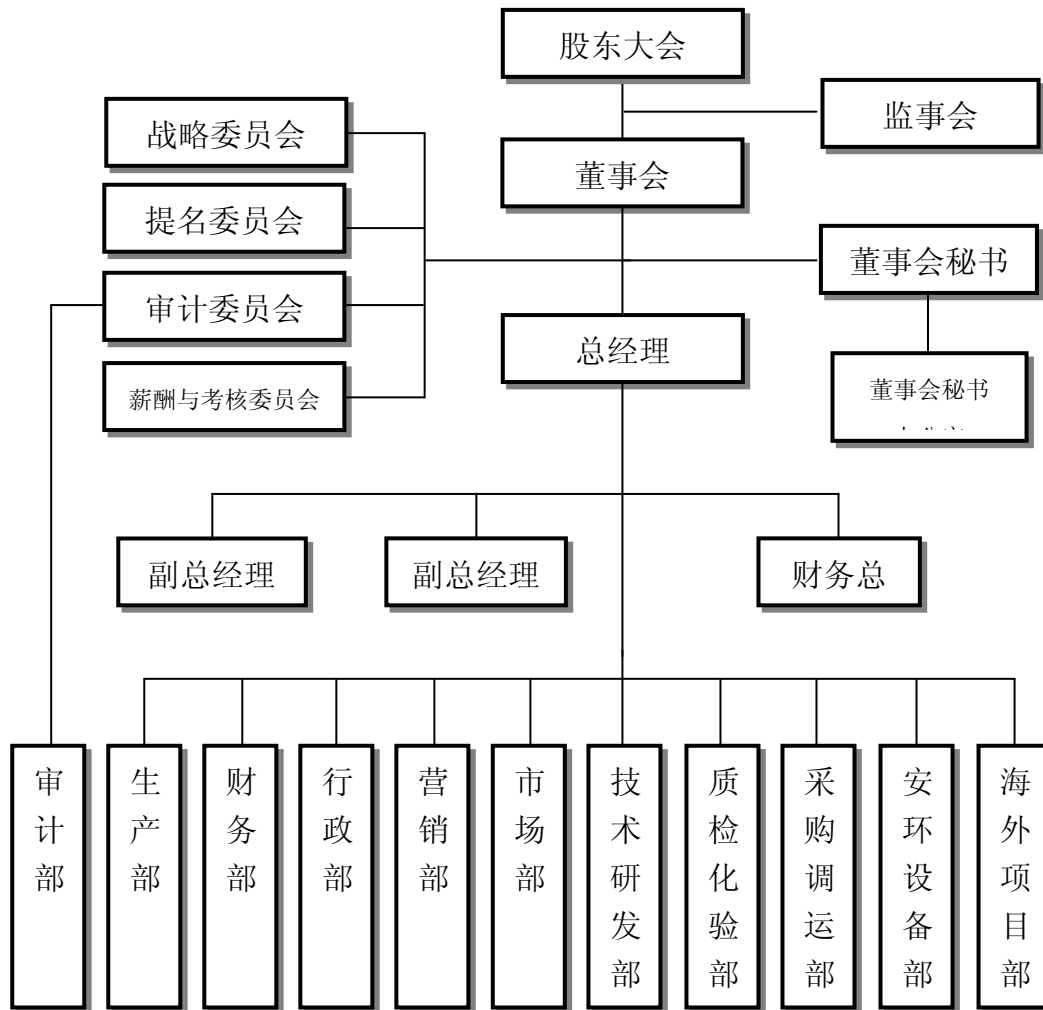 股东大会
监事会
战略委员会
董事会
提名委员会
董事会秘书
审计委员会
总经理
薪酬与考核委员会
董事会秘书
副总经理
副总经理
财务总
审计部
生产部
财务部
行政部
营销部
市场部
技术研发部
质检化验部
采购调运部
安环设备部
海外项目部